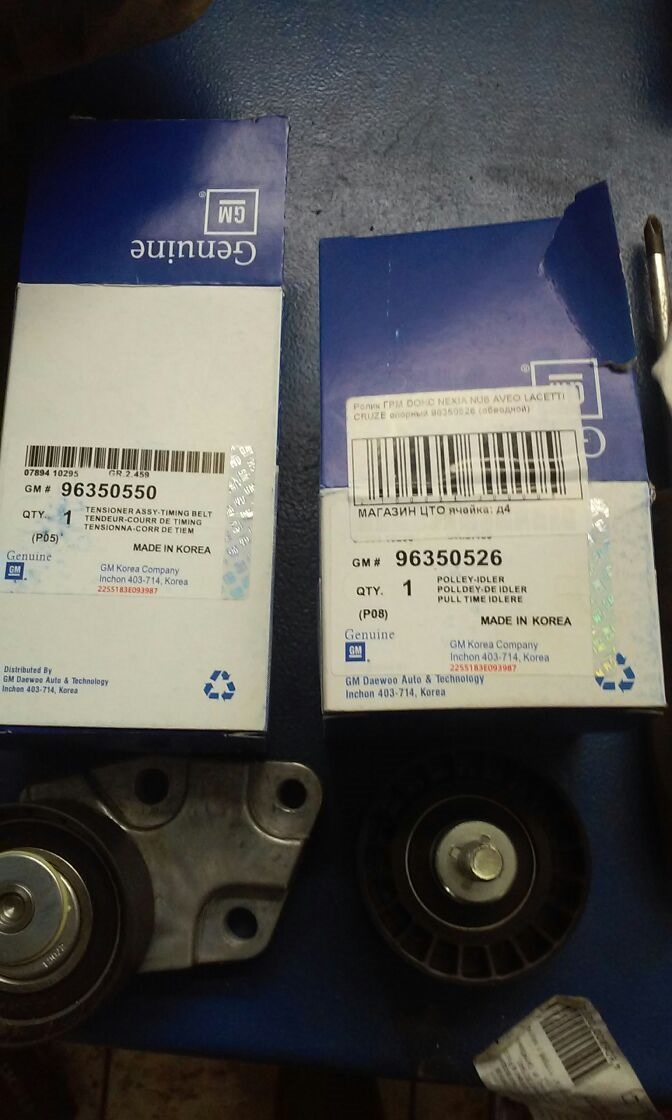 GM
Genuine
07894 10295 GR.2.459
GM # 96350550
QTY. 1 TENSIONER ASSY-TIMING BELT
TENDEUR-COURR DE TIMING
TENSIONNA-CORR DE TIEM
(P05)
MADE IN KOREA
Genuine
GM
GM Korea Company
Inchon 403-714, Korea
2255183E093987
Distributed By
GM Daewoo Auto & Technology
Inchon 403-714, Korea
Ролик ГРМ DOHC NEXIA NUB AVEO LACETTI
CRUZE опорный 96350526 (обводной)
МАГАЗИН ЦТО ячейка: д4
GM # 96350526
QTY. 1 POLLEY-IDLER
POLLDEY-DE IDLER
PULL TIME IDLERE
(P08)
MADE IN KOREA
Genuine
GM
GM Korea Company
Inchon 403-714, Korea
2255183E093987
GM Daewoo Auto & Technology
Inchon 403-714, Korea